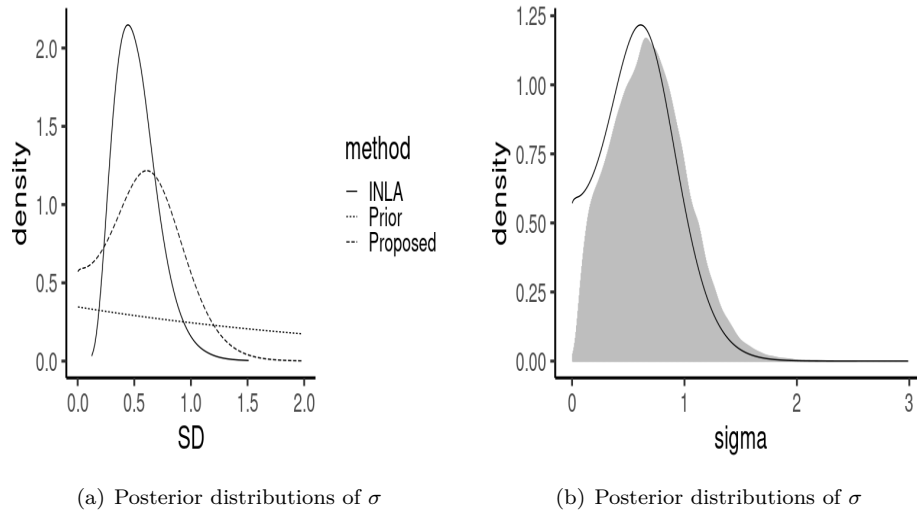 density
2.0
1.5
1.0
0.5
0.0
0.0 0.5 1.0 1.5 2.0
SD
method
INLA
Prior
Proposed
(a) Posterior distributions of σ
density
1.25
1.00
0.75
0.50
0.25
0.00
0 1 2 3
sigma
(b) Posterior distributions of σ